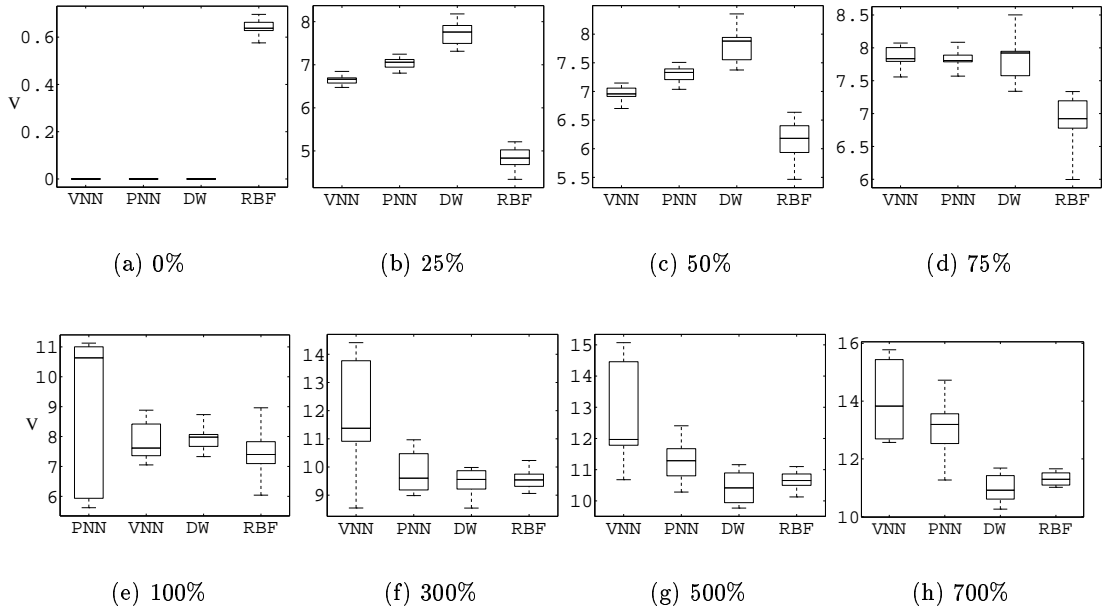 0.6
0.4
0.2
0
V
VNN PNN DW RBF
8
7
6
5
VNN PNN DW RBF
8
7.5
7
6.5
6
5.5
VNN PNN DW RBF
8.5
8
7.5
7
6.5
6
VNN PNN DW RBF
(a) 0%
(b) 25%
(c) 50%
(d) 75%
11
10
9
8
7
6
V
PNN VNN DW RBF
14
13
12
11
10
9
VNN PNN DW RBF
15
14
13
12
11
10
VNN PNN DW RBF
16
14
12
10
VNN PNN DW RBF
(e) 100%
(f) 300%
(g) 500%
(h) 700%